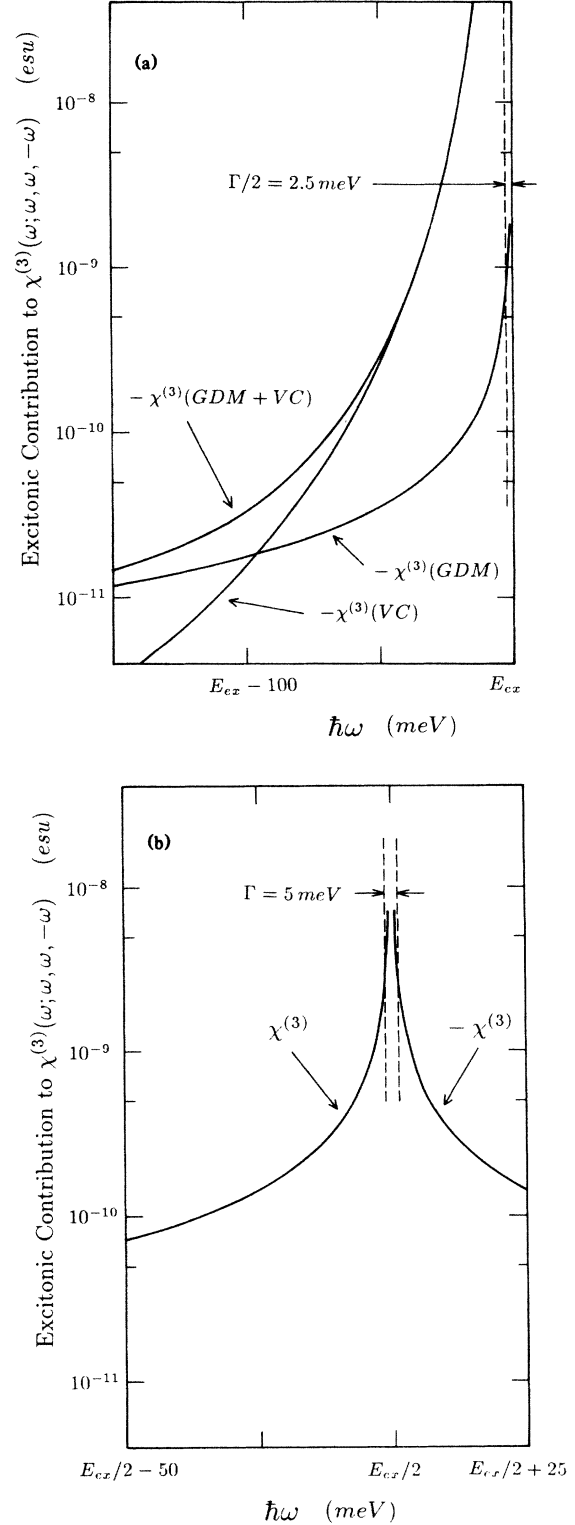 (a)
Excitonic Contribution to χ⁽³⁾(ω; ω, ω, −ω) (esu)
10⁻⁸
Γ/2 = 2.5 meV
10⁻⁹
− χ⁽³⁾(GDM + VC)
10⁻¹⁰
− χ⁽³⁾(GDM)
10⁻¹¹
−χ⁽³⁾(VC)
E_ex − 100 E_ex
ħω (meV)
(b)
Excitonic Contribution to χ⁽³⁾(ω; ω, ω, −ω) (esu)
10⁻⁸
Γ = 5 meV
χ⁽³⁾ − χ⁽³⁾
10⁻⁹
10⁻¹⁰
10⁻¹¹
E_ex/2 − 50 E_ex/2 E_ex/2 + 25
ħω (meV)